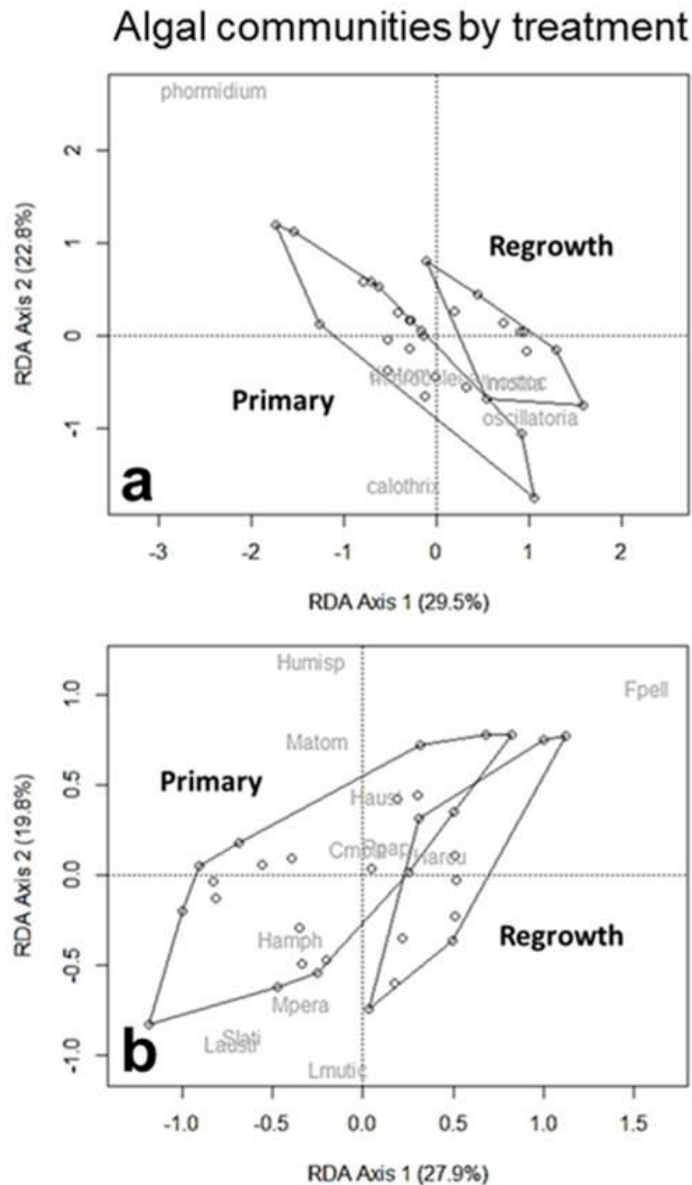 Algal communities by treatment
phormidium
2
Regrowth
1
0
Primary
-1
oscillatoria
calothrix
a
RDA Axis 2 (22.8%)
-3 -2 -1 0 1 2
RDA Axis 1 (29.5%)
Humisp
Fpell
1.0
Matom
Primary
0.5
Haust
0.0
Hamph
Regrowth
-0.5
Mpera
Slati
-1.0
b
Lmutic
RDA Axis 2 (19.8%)
-1.0 -0.5 0.0 0.5 1.0 1.5
RDA Axis 1 (27.9%)